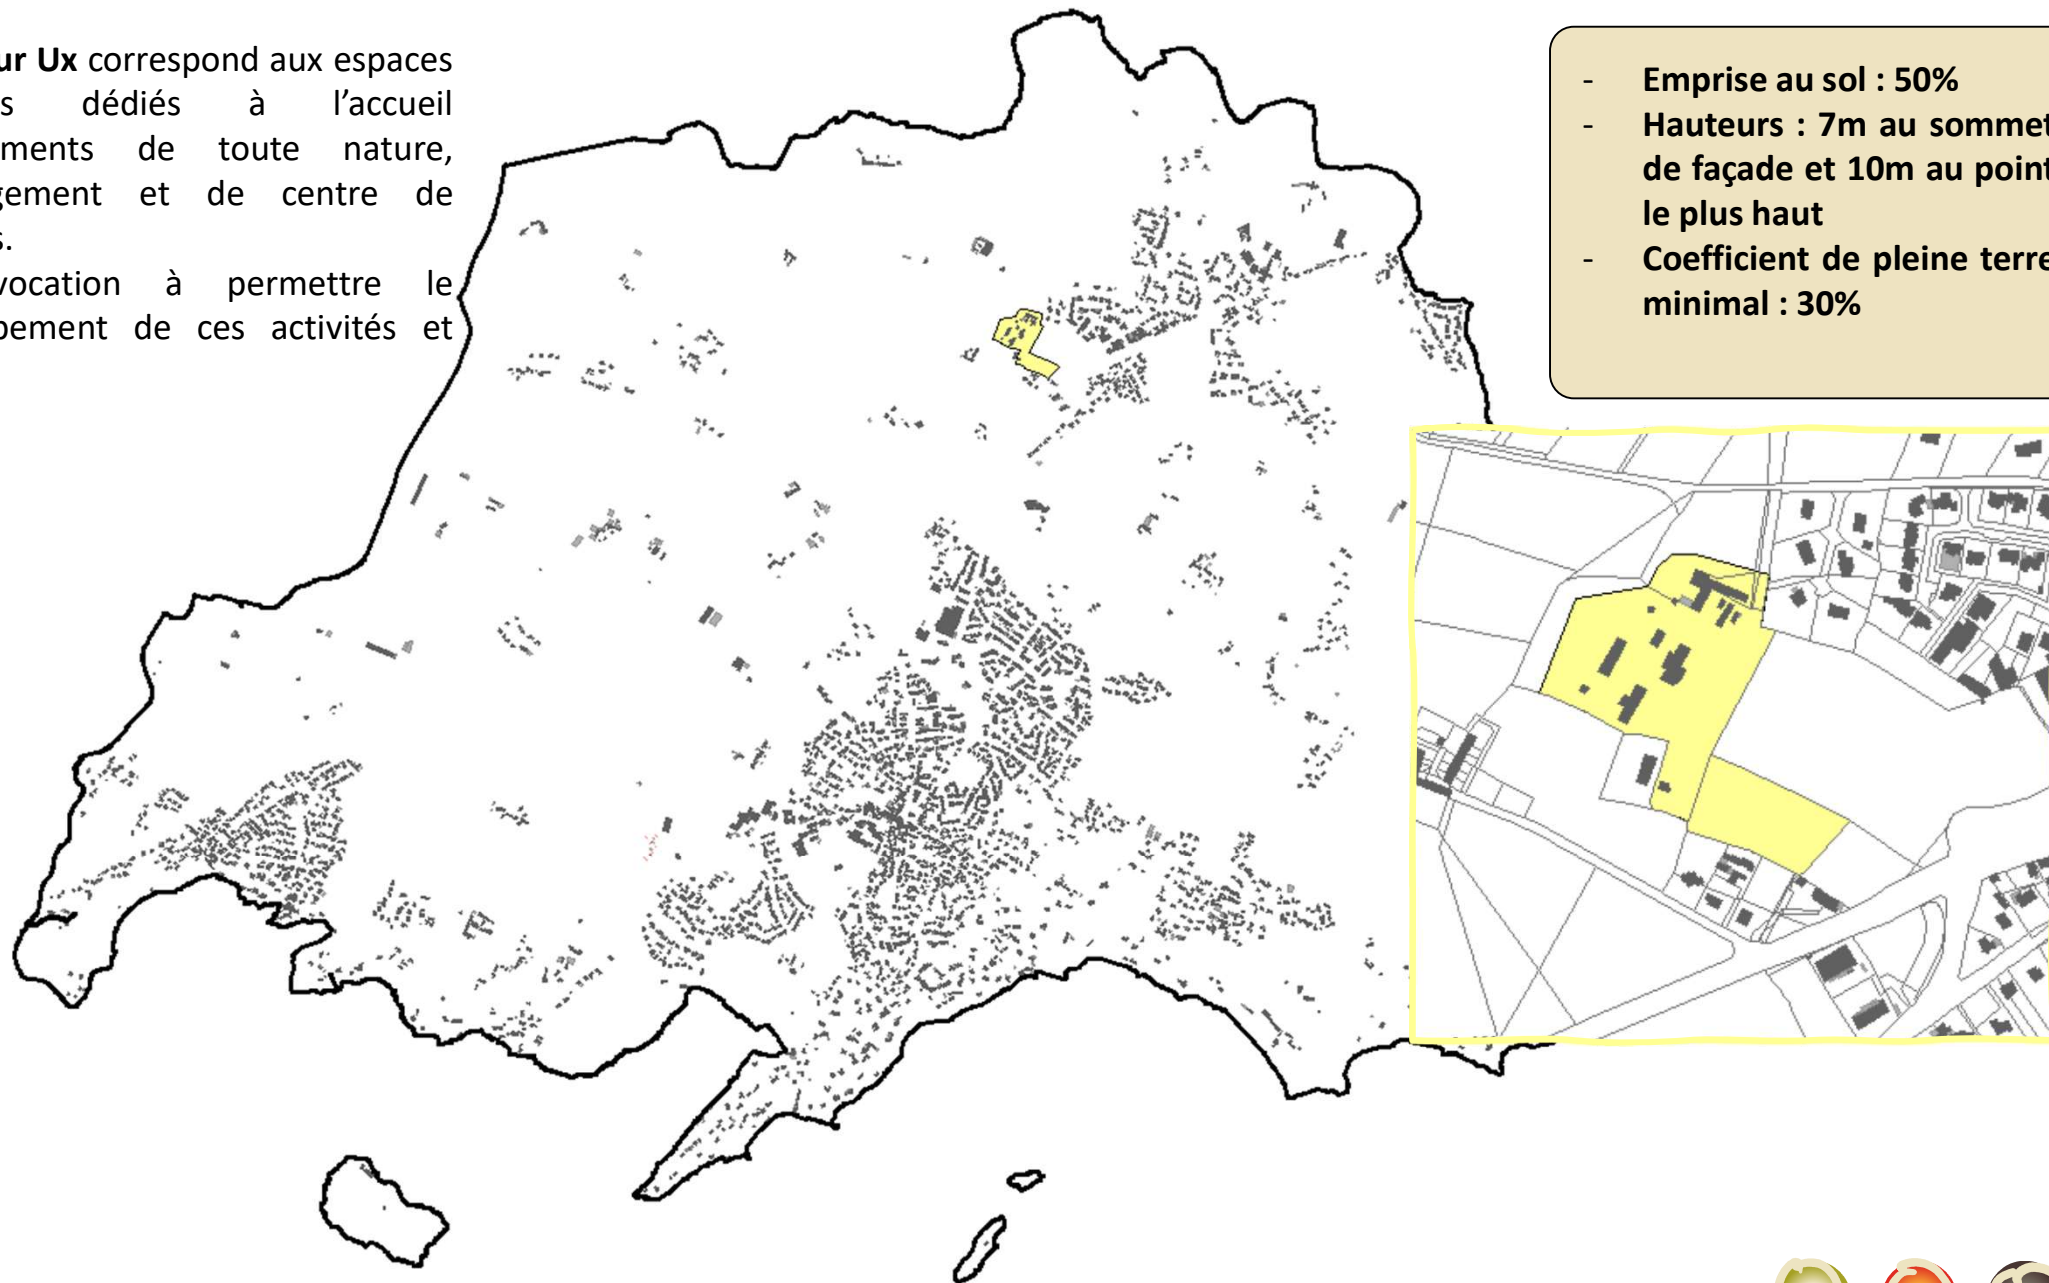 ur Ux correspond aux espaces
s dédiés à l’accueil
ments de toute nature,
gement et de centre de
s.
vocation à permettre le
pement de ces activités et
- Emprise au sol : 50%
- Hauteurs : 7m au sommet
de façade et 10m au point
le plus haut
- Coefficient de pleine terre
minimal : 30%